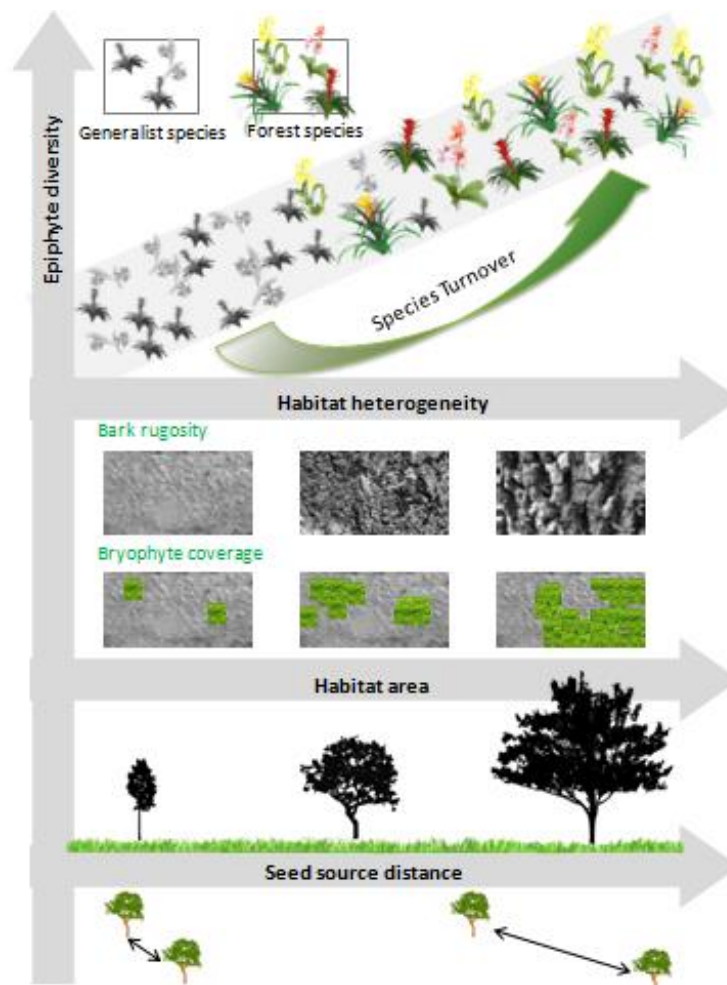 Epiphyte diversity
Generalist species
Forest species
Species Turnover
Habitat heterogeneity
Bark rugosity
Bryophyte coverage
Habitat area
Seed source distance